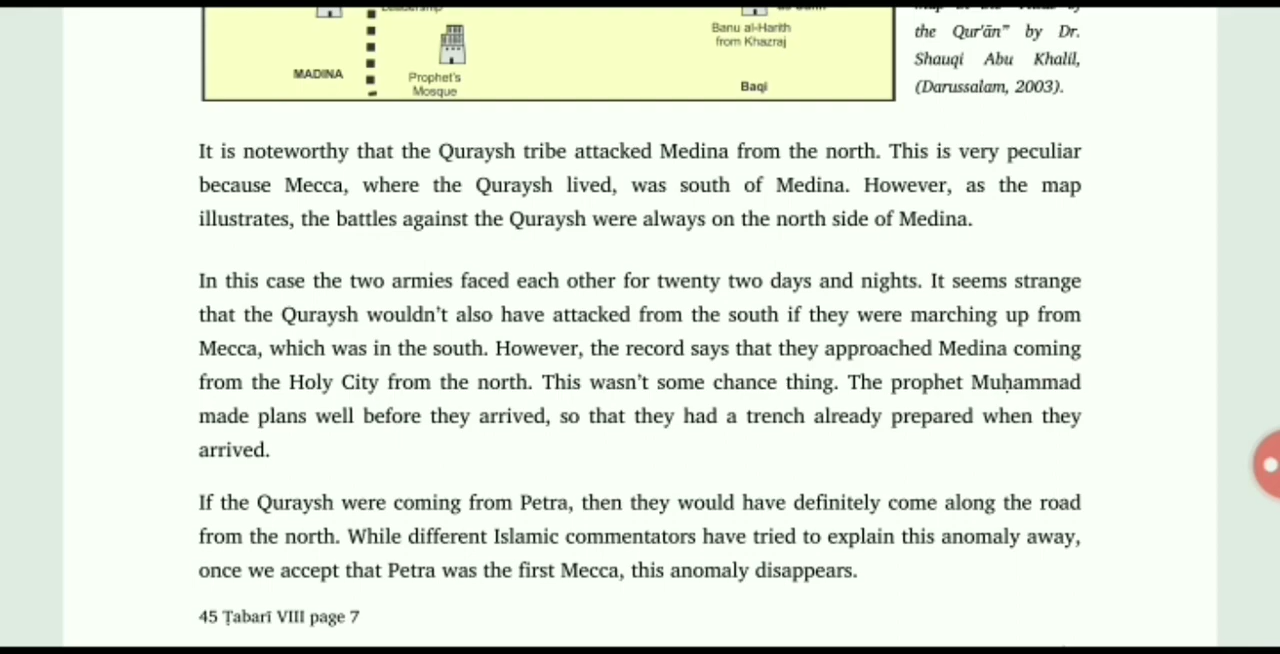 Prophet's
Mosque
MADINA
Banu al-Harith
from Khazraj
Baqi
the Qur'ān" by Dr.
Shauqi Abu Khalil,
(Darussalam, 2003).
It is noteworthy that the Quraysh tribe attacked Medina from the north. This is very peculiar
because Mecca, where the Quraysh lived, was south of Medina. However, as the map
illustrates, the battles against the Quraysh were always on the north side of Medina.
In this case the two armies faced each other for twenty two days and nights. It seems strange
that the Quraysh wouldn't also have attacked from the south if they were marching up from
Mecca, which was in the south. However, the record says that they approached Medina coming
from the Holy City from the north. This wasn't some chance thing. The prophet Muḥammad
made plans well before they arrived, so that they had a trench already prepared when they
arrived.
If the Quraysh were coming from Petra, then they would have definitely come along the road
from the north. While different Islamic commentators have tried to explain this anomaly away,
once we accept that Petra was the first Mecca, this anomaly disappears.
45 Ṭabarī VIII page 7